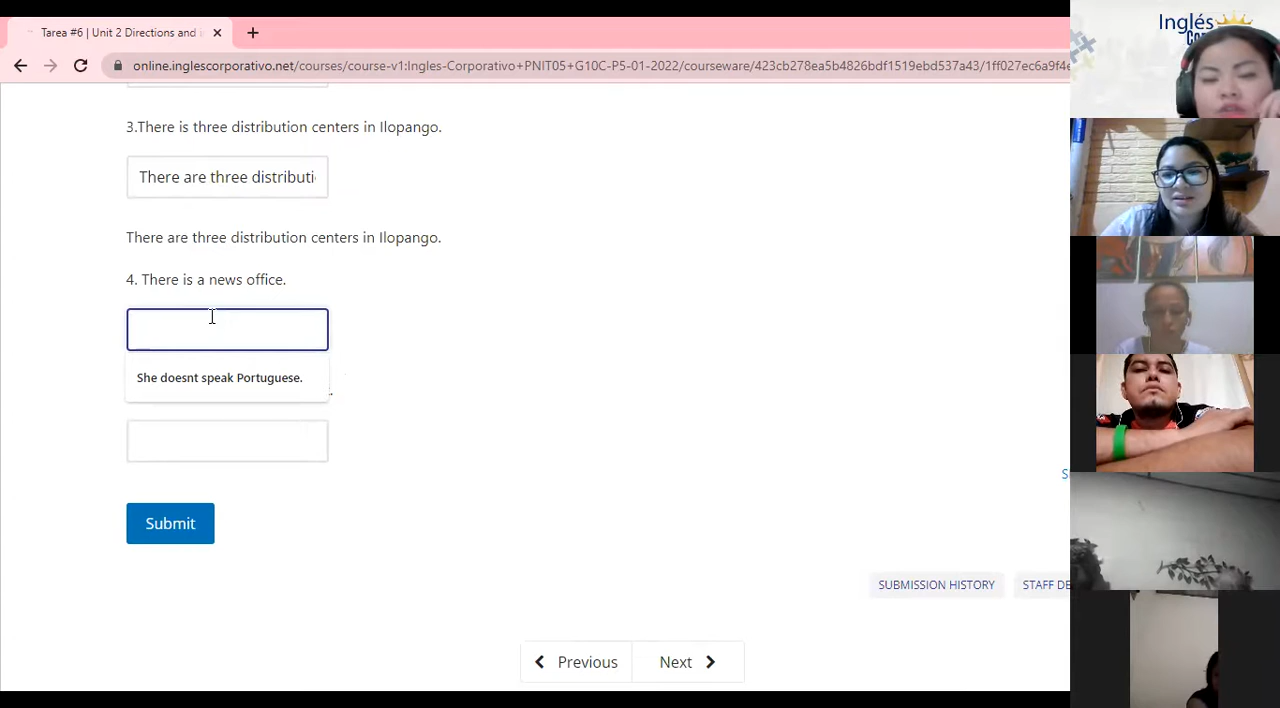 Tarea #6 | Unit 2 Directions and i
online.inglescorporativo.net/courses/course-v1:Ingles-Corporativo+PNIT05+G10C-P5-01-2022/courseware/423cb278ea5b4826bdf1519ebd537a43/1ff027ec6a9f4e
Inglés
3.There is three distribution centers in Ilopango.
There are three distributi
There are three distribution centers in Ilopango.
4. There is a news office.
She doesnt speak Portuguese.
S
Submit
SUBMISSION HISTORY
STAFF DE
Previous
Next